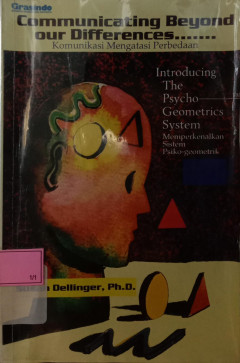 Grasindo
Communicating Beyond
our Differences.......
Komunikasi Mengatasi Perbedaan
Introducing
The
Psycho
Geometrics
System
Memperkenalkan
Sistem
Psiko-geometrik
Dellinger, Ph.D.